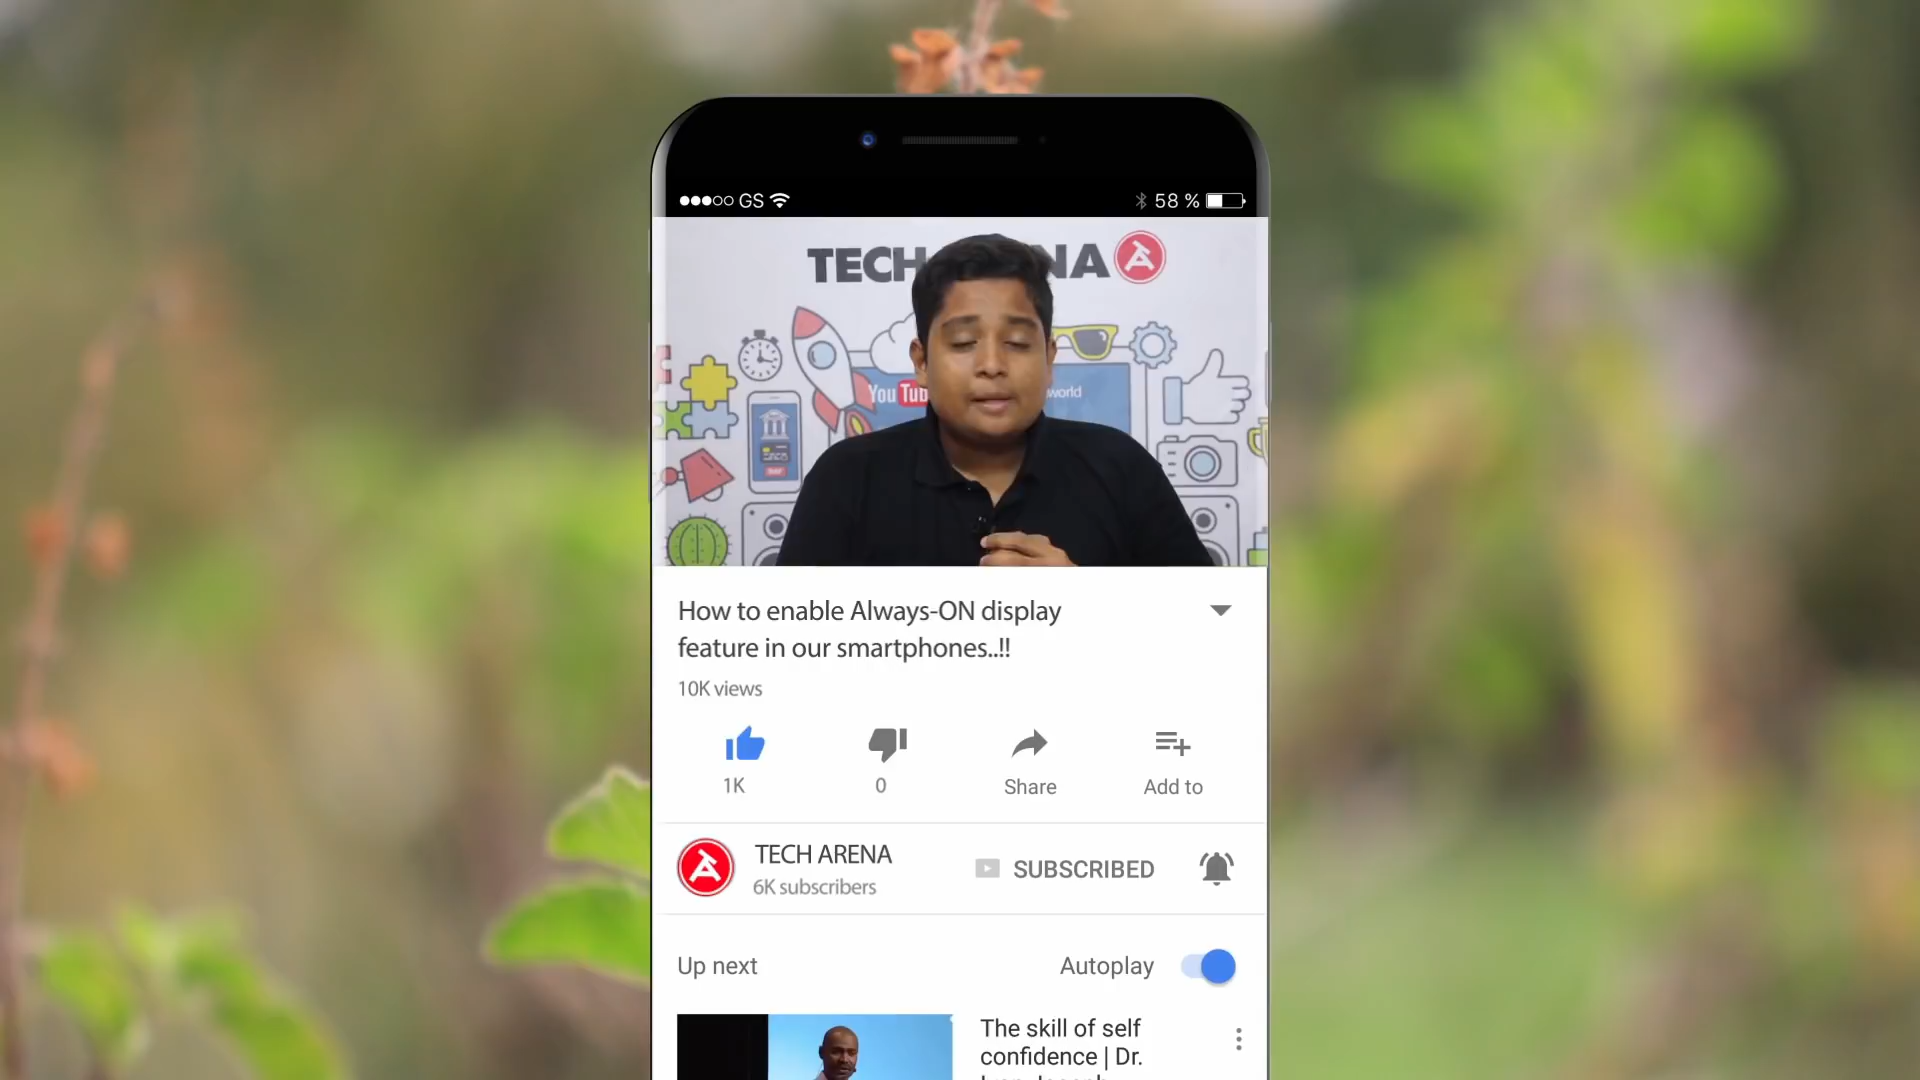 GS
58 %
TECH ARENA
You Tub
world
How to enable Always-ON display
feature in our smartphones..!!
10K views
1K
0
Share
Add to
TECH ARENA
6K subscribers
SUBSCRIBED
Up next
Autoplay
The skill of self
confidence | Dr.